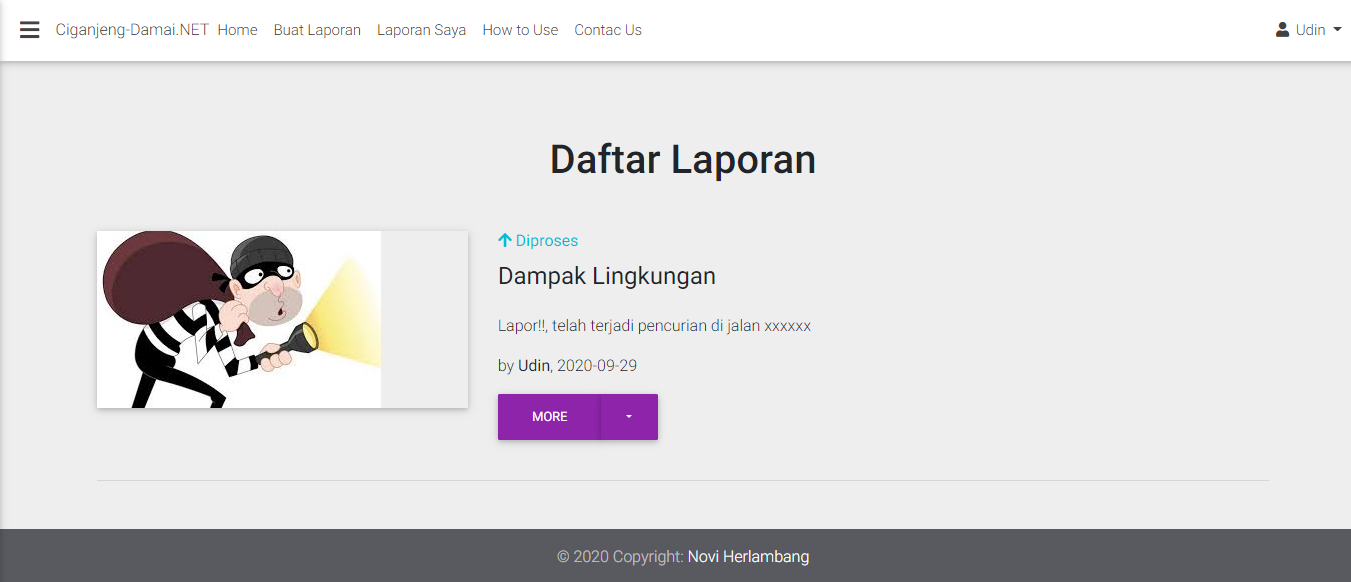 Ciganjeng-Damai.NET Home Buat Laporan Laporan Saya How to Use Contac Us Udin
Daftar Laporan
Diproses
Dampak Lingkungan
Lapor!!, telah terjadi pencurian di jalan xxxxxx
by Udin, 2020-09-29
MORE
© 2020 Copyright: Novi Herlambang